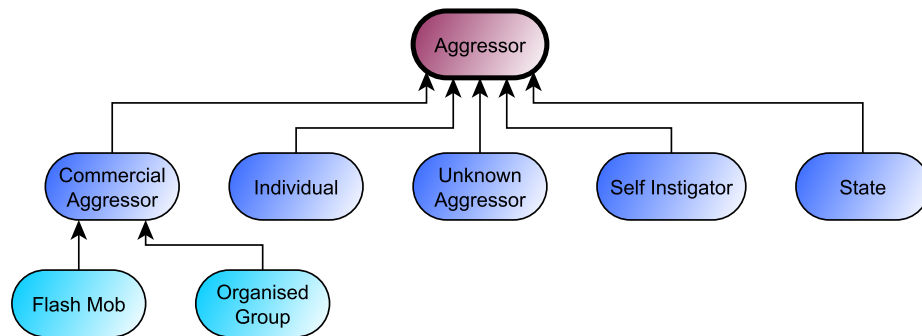 Aggressor
Commercial
Aggressor
Individual
Unknown
Aggressor
Self Instigator
State
Flash Mob
Organised
Group